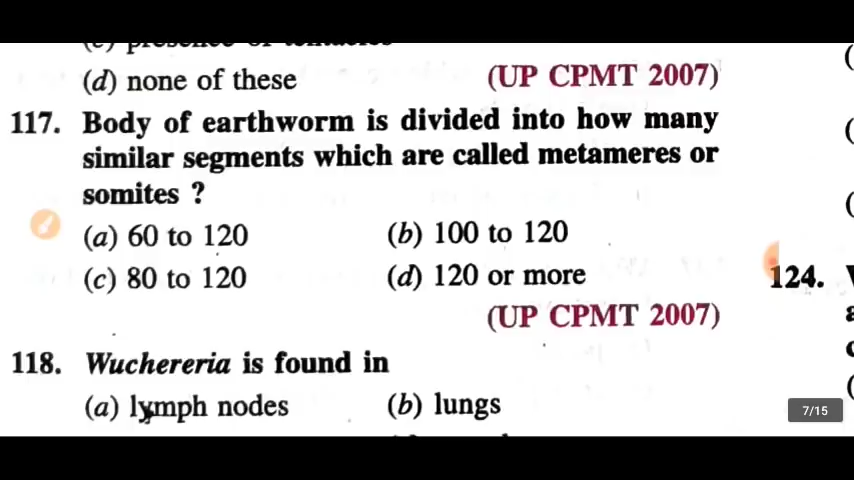 (d) none of these (UP CPMT 2007)
117. Body of earthworm is divided into how many
similar segments which are called metameres or
somites ?
(a) 60 to 120 (b) 100 to 120
(c) 80 to 120 (d) 120 or more
(UP CPMT 2007)
118. Wuchereria is found in
(a) lymph nodes (b) lungs
124.
7/15